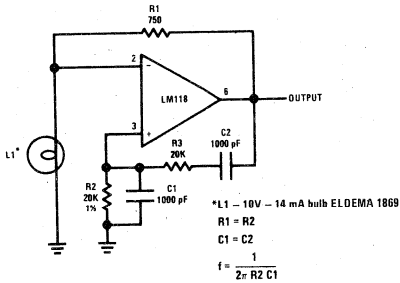 R1
750
2
−
LM118
6
OUTPUT
3
+
L1*
R3
20K
C2
1000 pF
R2
20K
1%
C1
1000 pF
*L1 – 10V – 14 mA bulb ELDEMA 1869
R1 = R2
C1 = C2
f = 1 / 2π R2 C1